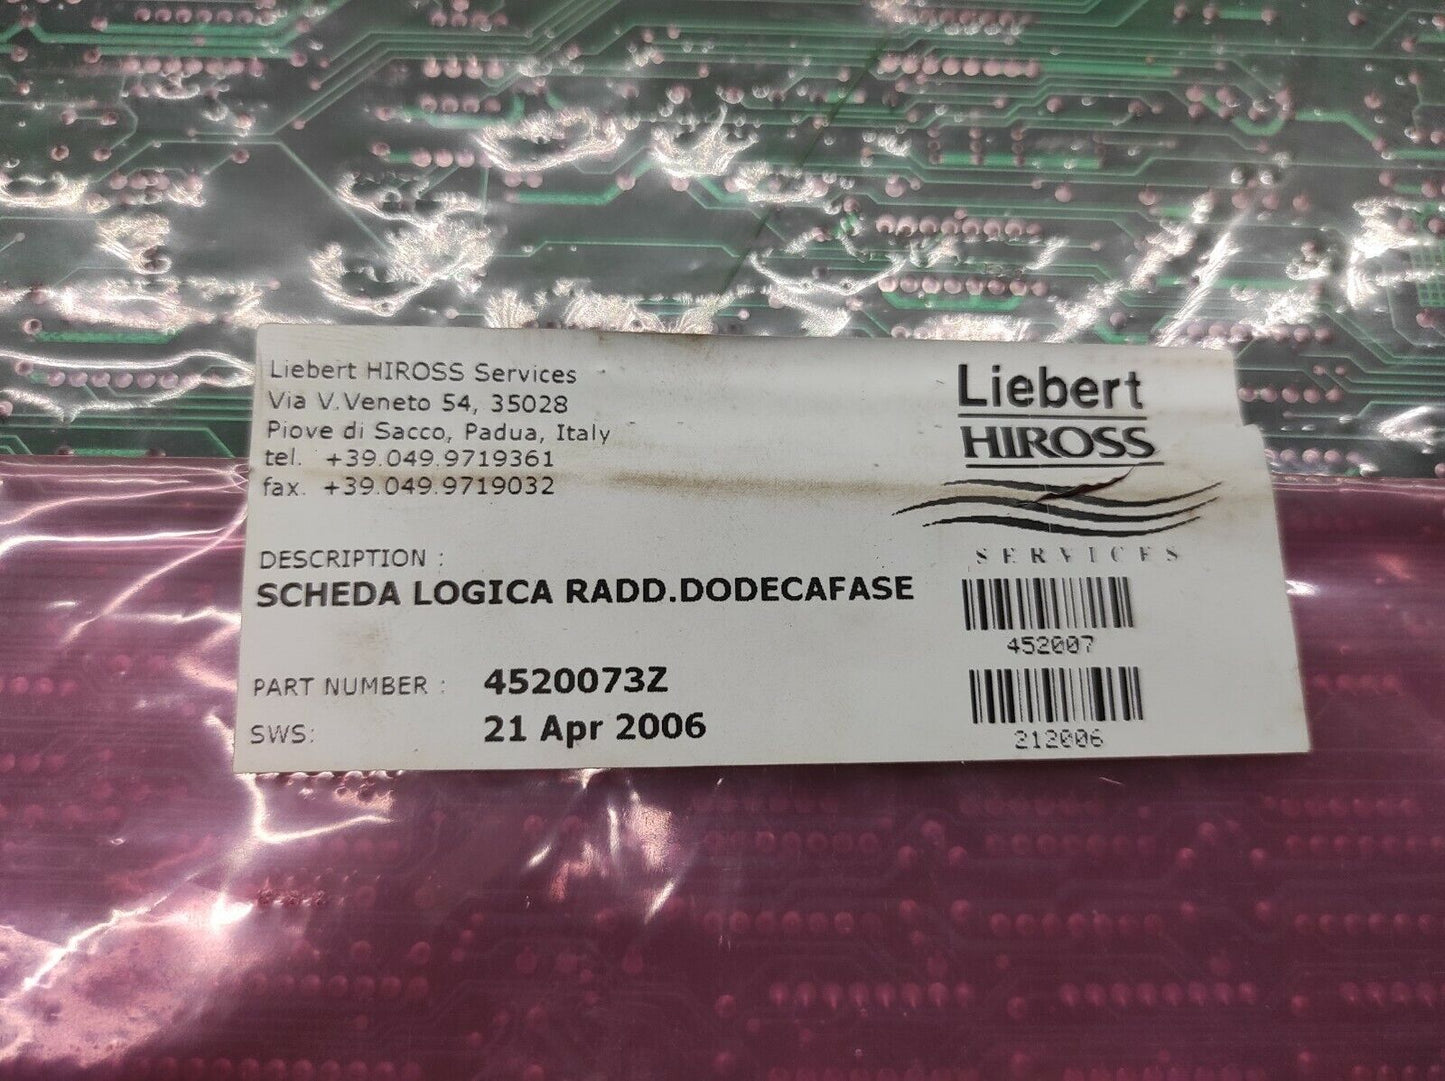 Liebert HIROSS Services
Via V.Veneto 54, 35028
Piove di Sacco, Padua, Italy
tel. +39.049.9719361
fax. +39.049.9719032
Liebert
HIROSS
SERVICES
DESCRIPTION :
SCHEDA LOGICA RADD.DODECAFASE
452007
PART NUMBER : 4520073Z
SWS: 21 Apr 2006
212006